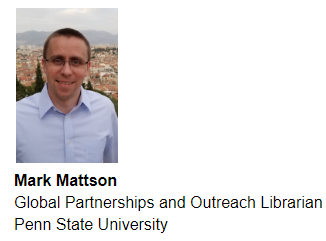 Mark Mattson
Global Partnerships and Outreach Librarian
Penn State University